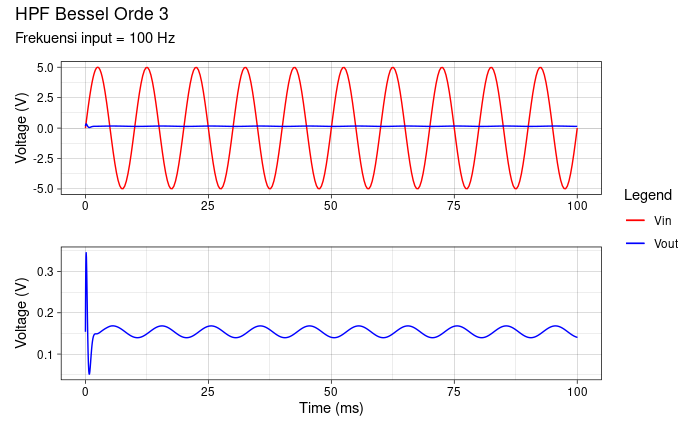 HPF Bessel Orde 3
Frekuensi input = 100 Hz
Voltage (V)
5.0
2.5
0.0
-2.5
-5.0
0 25 50 75 100
Legend
Vin
Vout
Voltage (V)
0.3
0.2
0.1
0 25 50 75 100
Time (ms)